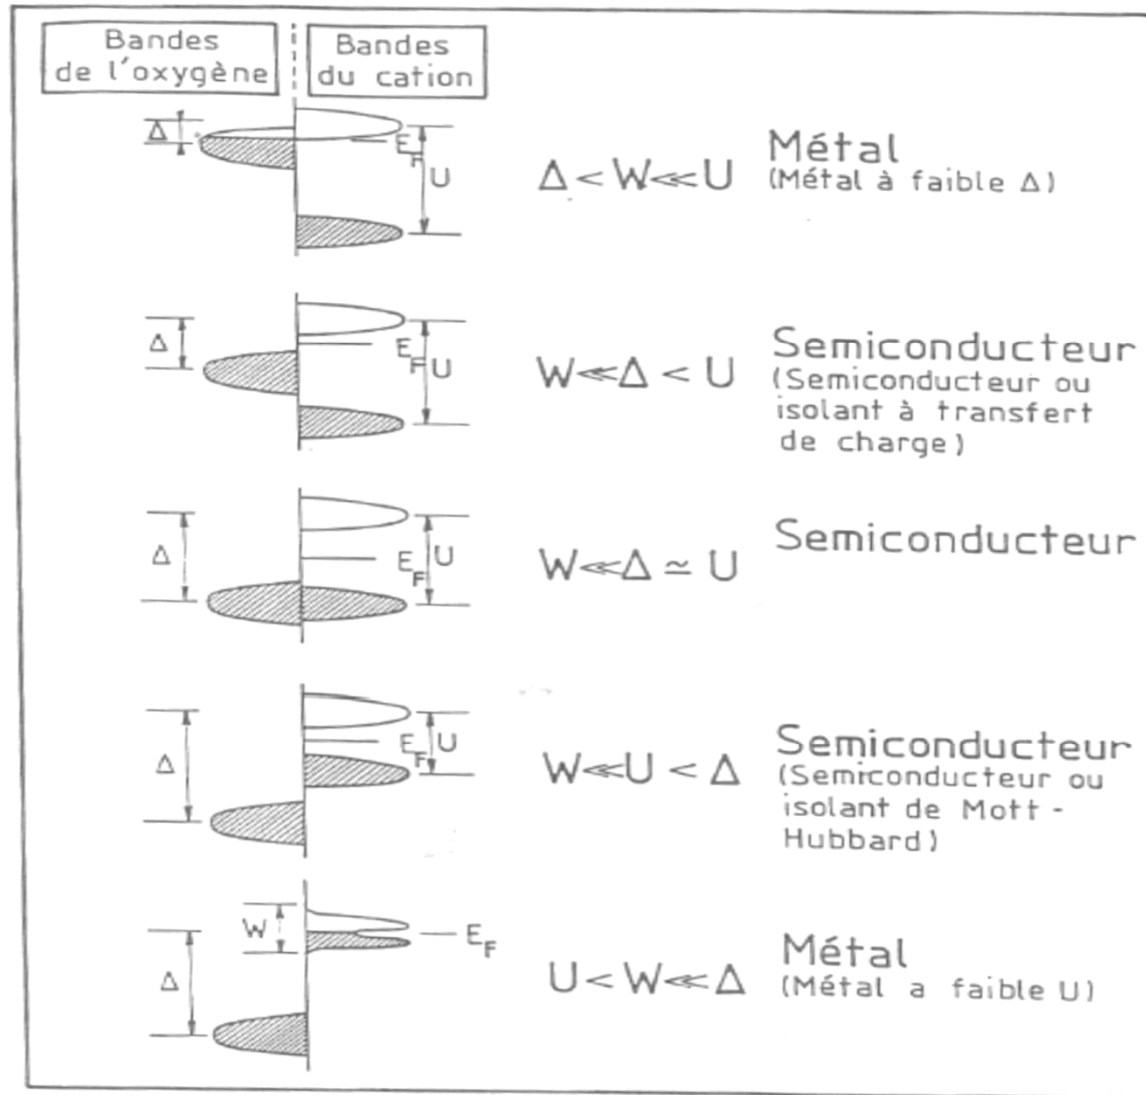 Bandes
de l'oxygène
Bandes
du cation
Δ
E_F
U
Δ < W ≪ U
Métal
(Métal à faible Δ)
Δ
E_F
U
W ≪ Δ < U
Semiconducteur
(Semiconducteur ou
isolant à transfert
de charge)
Δ
E_F
U
W ≪ Δ ≃ U
Semiconducteur
Δ
E_F
U
W ≪ U < Δ
Semiconducteur
(Semiconducteur ou
isolant de Mott -
Hubbard)
W
Δ
E_F
U < W ≪ Δ
Métal
(Métal a faible U)